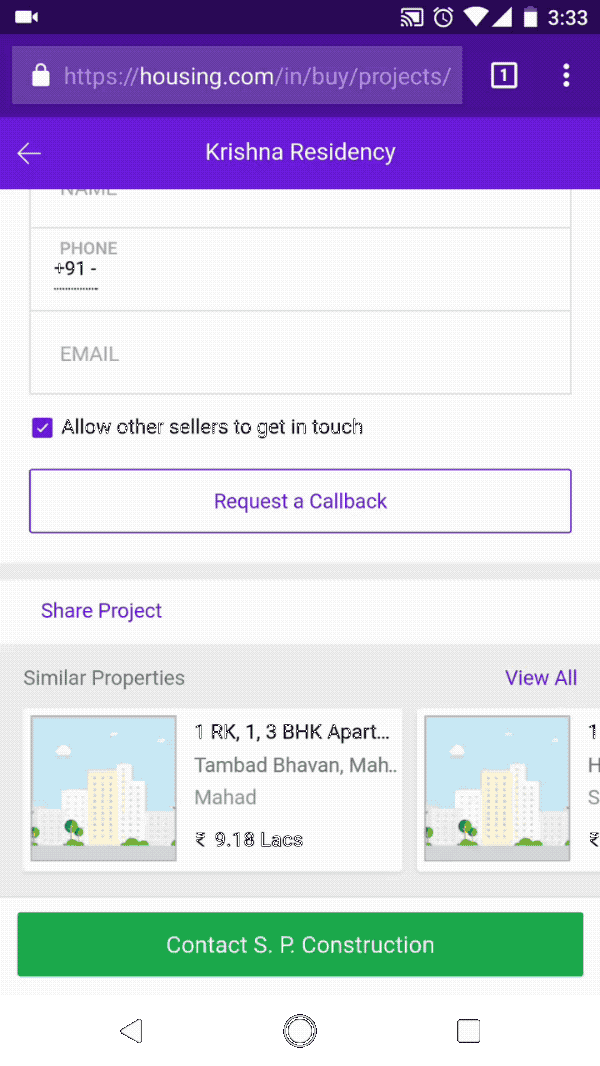 3:33
https://housing.com/in/buy/projects/
1
Krishna Residency
NAME
PHONE
+91 -
EMAIL
Allow other sellers to get in touch
Request a Callback
Share Project
Similar Properties
View All
1 RK, 1, 3 BHK Apart...
Tambad Bhavan, Mah..
Mahad
₹ 9.18 Lacs
1
H
S
₹
Contact S. P. Construction